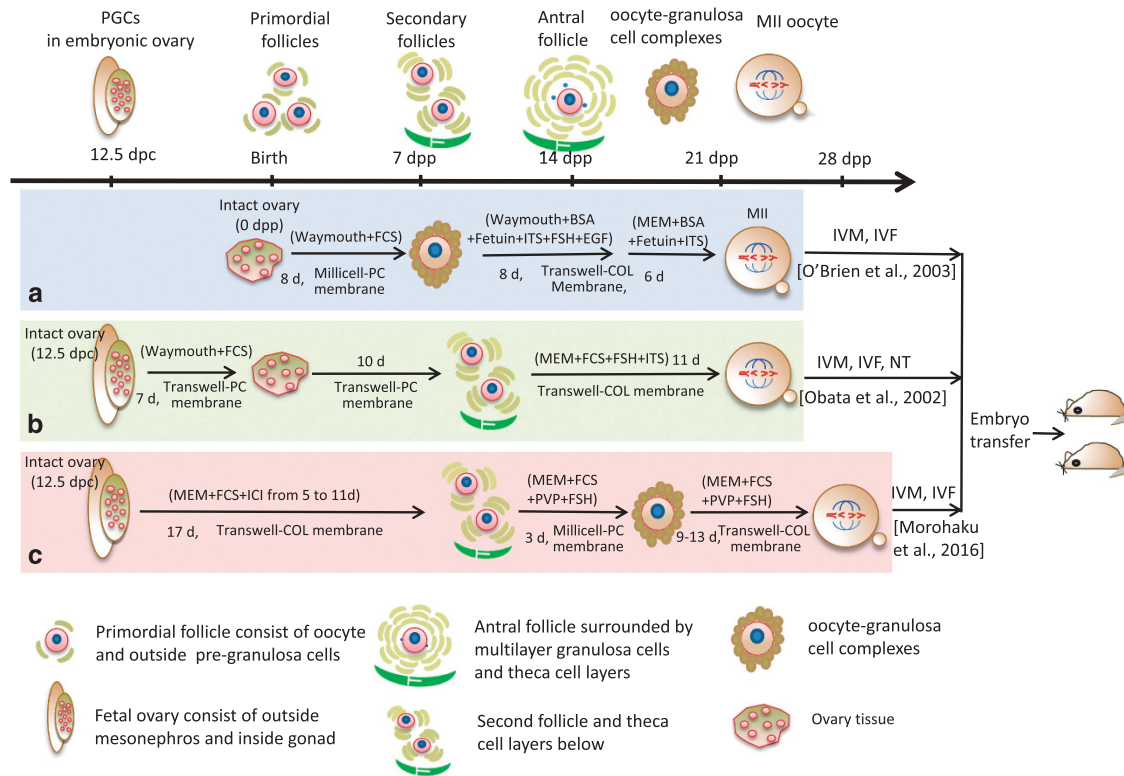 PGCs
in embryonic ovary
Primordial
follicles
Secondary
follicles
Antral
follicle
oocyte-granulosa
cell complexes
MII oocyte
12.5 dpc
Birth
7 dpp
14 dpp
21 dpp
28 dpp
Intact ovary
(0 dpp)
(Waymouth+FCS)
8 d,
Millicell-PC
membrane
(Waymouth+BSA
+Fetuin+ITS+FSH+EGF)
8 d,
Transwell-COL
Membrane,
(MEM+BSA
+Fetuin+ITS)
6 d
MII
IVM, IVF
[O'Brien et al., 2003]
a
Intact ovary
(12.5 dpc)
(Waymouth+FCS)
7 d,
Transwell-PC
membrane
10 d
Transwell-PC
membrane
(MEM+FCS+FSH+ITS) 11 d
Transwell-COL membrane
IVM, IVF, NT
[Obata et al., 2002]
b
Embryo
transfer
Intact ovary
(12.5 dpc)
(MEM+FCS+ICI from 5 to 11d)
17 d,
Transwell-COL membrane
(MEM+FCS
+PVP+FSH)
3 d,
Millicell-PC
membrane
(MEM+FCS
+PVP+FSH)
9-13 d,
Transwell-COL
membrane
IVM, IVF
[Morohaku
et al., 2016]
c
Primordial follicle consist of oocyte
and outside pre-granulosa cells
Antral follicle surrounded by
multilayer granulosa cells
and theca cell layers
oocyte-granulosa
cell complexes
Fetal ovary consist of outside
mesonephros and inside gonad
Second follicle and theca
cell layers below
Ovary tissue